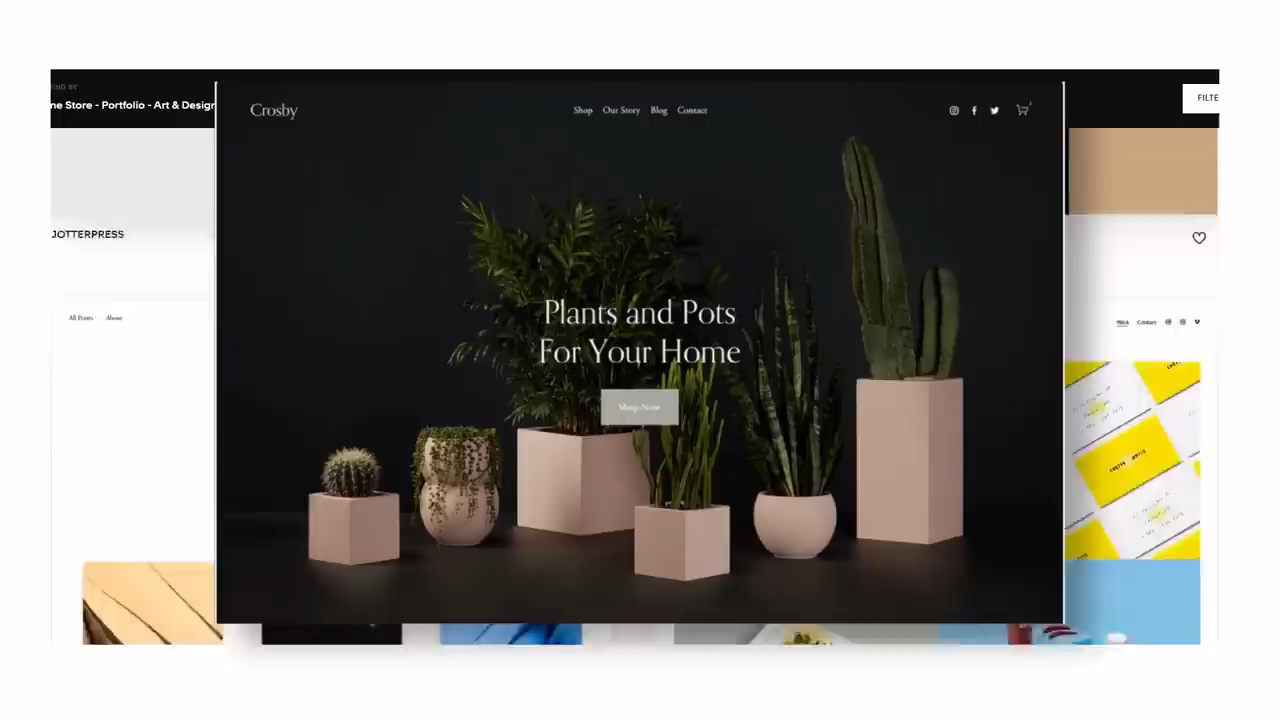 Crosby
Shop Our Story Blog Contact
me Store - Portfolio - Art & Design
FILTE
JOTTERPRESS
All Posts About
Plants and Pots
For Your Home
Contact
Shop Now